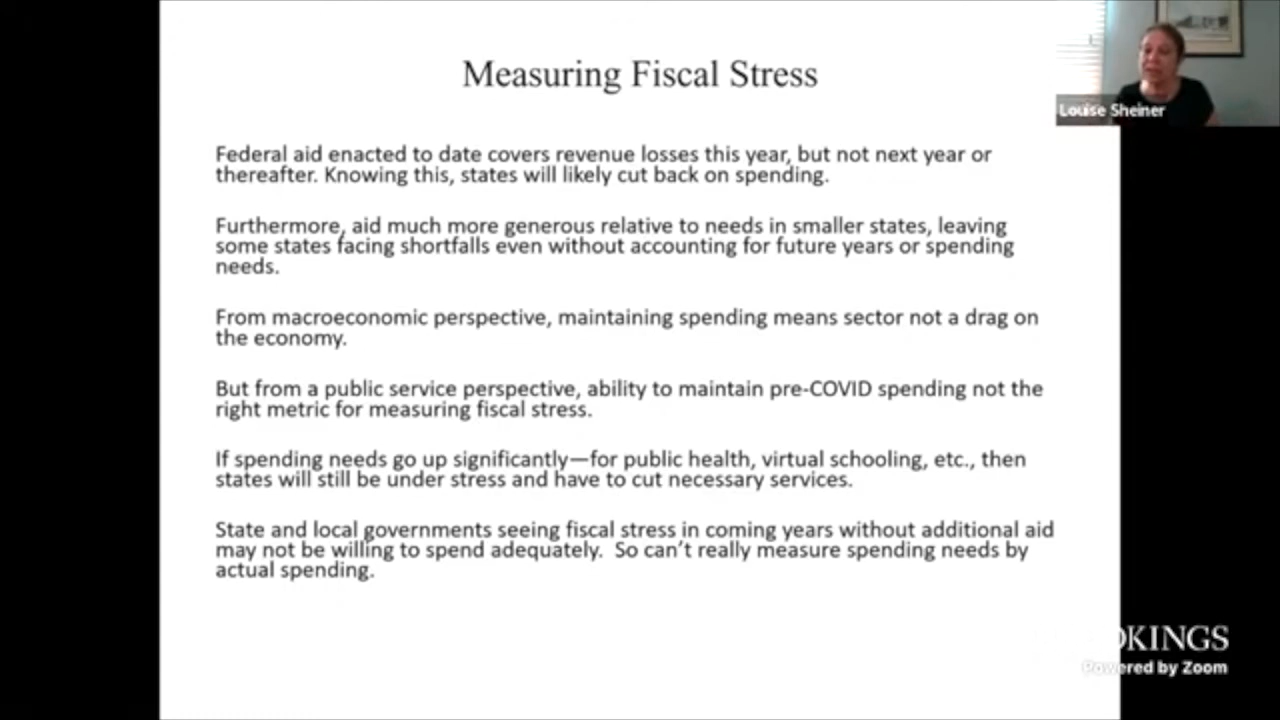 Measuring Fiscal Stress
Louise Sheiner
Federal aid enacted to date covers revenue losses this year, but not next year or
thereafter. Knowing this, states will likely cut back on spending.
Furthermore, aid much more generous relative to needs in smaller states, leaving
some states facing shortfalls even without accounting for future years or spending
needs.
From macroeconomic perspective, maintaining spending means sector not a drag on
the economy.
But from a public service perspective, ability to maintain pre-COVID spending not the
right metric for measuring fiscal stress.
If spending needs go up significantly—for public health, virtual schooling, etc., then
states will still be under stress and have to cut necessary services.
State and local governments seeing fiscal stress in coming years without additional aid
may not be willing to spend adequately.  So can't really measure spending needs by
actual spending.
OKINGS
Powered by Zoom